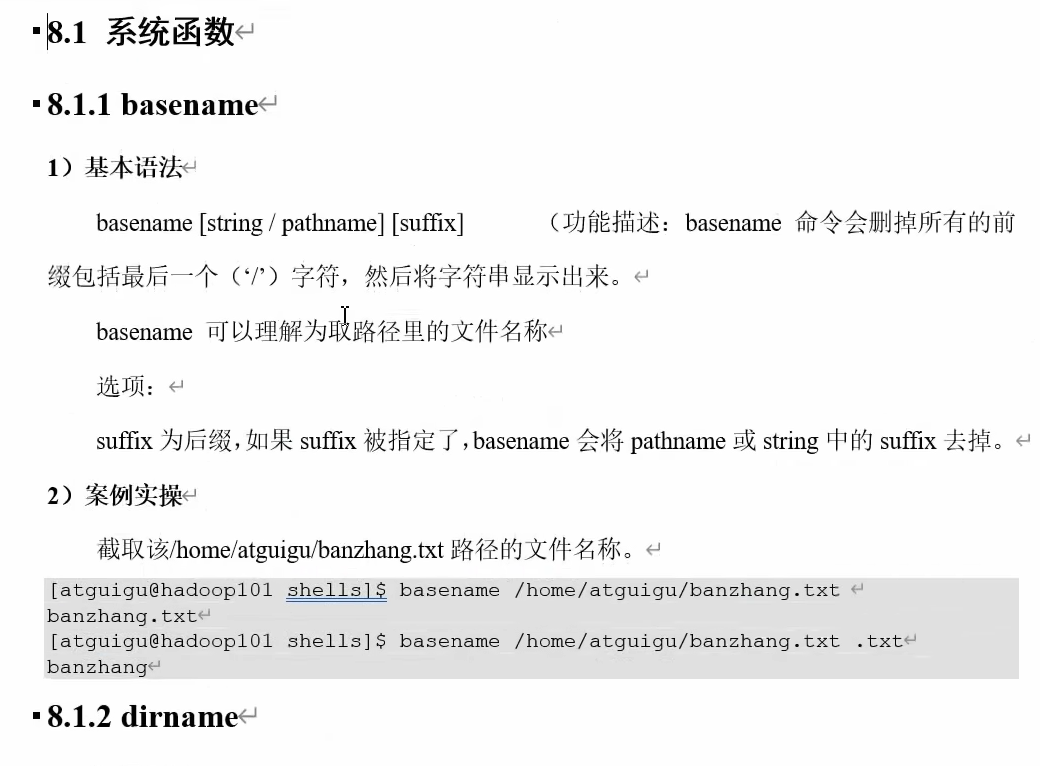 8.1 系统函数
8.1.1 basename
1）基本语法
basename [string / pathname] [suffix] （功能描述：basename 命令会删掉所有的前
缀包括最后一个（‘/’）字符，然后将字符串显示出来。
basename 可以理解为取路径里的文件名称
选项：
suffix 为后缀，如果 suffix 被指定了，basename 会将 pathname 或 string 中的 suffix 去掉。
2）案例实操
截取该/home/atguigu/banzhang.txt 路径的文件名称。
[atguigu@hadoop101 shells]$ basename /home/atguigu/banzhang.txt
banzhang.txt
[atguigu@hadoop101 shells]$ basename /home/atguigu/banzhang.txt .txt
banzhang
8.1.2 dirname